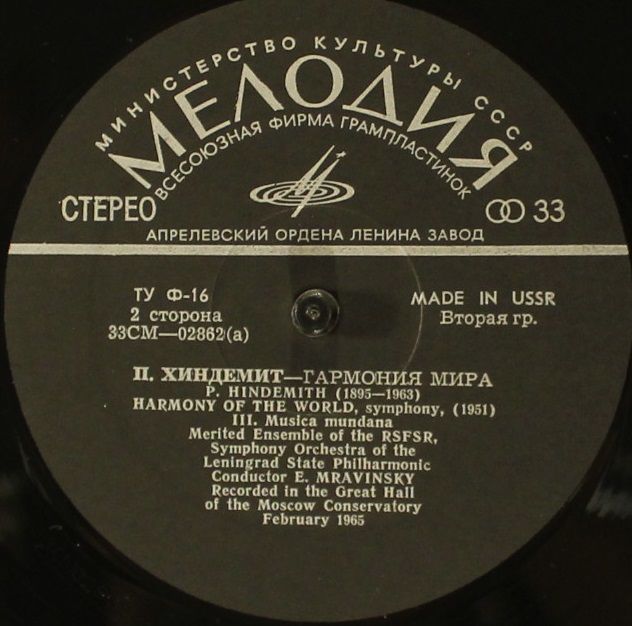 МИНИСТЕРСТВО КУЛЬТУРЫ СССР
МЕЛОДИЯ
ВСЕСОЮЗНАЯ ФИРМА ГРАМПЛАСТИНОК
СТЕРЕО
33
АПРЕЛЕВСКИЙ ОРДЕНА ЛЕНИНА ЗАВОД
ТУ Ф-16
MADE IN USSR
2 сторона
Вторая гр.
33СМ—02862(а)
П. ХИНДЕМИТ—ГАРМОНИЯ МИРА
P. HINDEMITH (1895—1963)
HARMONY OF THE WORLD, symphony, (1951)
III. Musica mundana
Merited Ensemble of the RSFSR,
Symphony Orchestra of the
Leningrad State Philharmonic
Conductor E. MRAVINSKY
Recorded in the Great Hall
of the Moscow Conservatory
February 1965